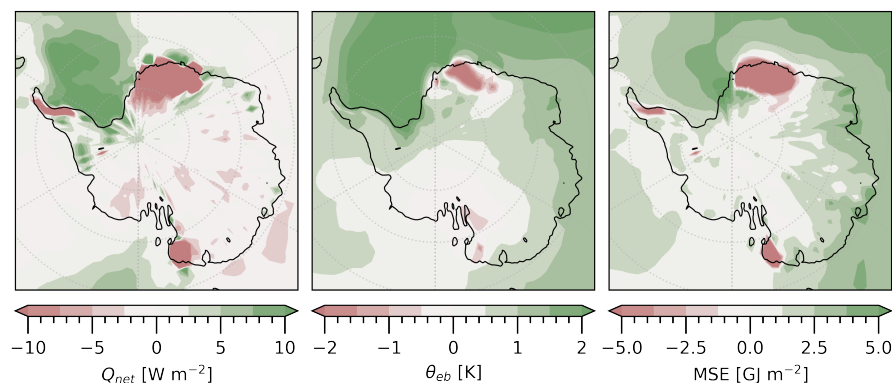 −10 −5 0 5 10
Q_net [W m⁻²]
−2 −1 0 1 2
θ_eb [K]
−5.0 −2.5 0 2.5 5.0
MSE [GJ m⁻²]